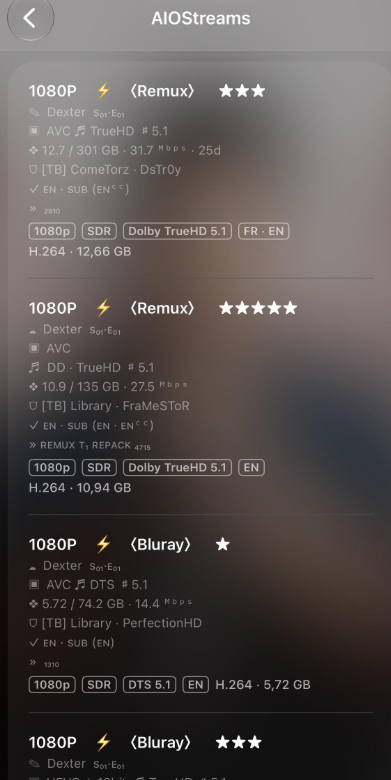 AIOStreams
1080P ⚡ 〈Remux〉 ★★★
✎ Dexter S₀₁·E₀₁
▣ AVC ♬ TrueHD ⌗ 5.1
❖ 12.7 / 301 GB · 31.7 ᴹᵇᵖˢ · 25d
⛉ [TB] ComeTorz · DsTr0y
✓ EN · SUB (ENᶜᶜ)
» ₂₈₁₀
1080p SDR Dolby TrueHD 5.1 FR · EN
H.264 · 12,66 GB
1080P ⚡ 〈Remux〉 ★★★★★
☁ Dexter S₀₁·E₀₁
▣ AVC
♬ DD · TrueHD ⌗ 5.1
❖ 10.9 / 135 GB · 27.5 ᴹᵇᵖˢ
⛉ [TB] Library · FraMeSToR
✓ EN · SUB (EN · ENᶜᶜ)
» REMUX T₁ REPACK ₄₇₁₅
1080p SDR Dolby TrueHD 5.1 EN
H.264 · 10,94 GB
1080P ⚡ 〈Bluray〉 ★
☁ Dexter S₀₁·E₀₁
▣ AVC ♬ DTS ⌗ 5.1
❖ 5.72 / 74.2 GB · 14.4 ᴹᵇᵖˢ
⛉ [TB] Library · PerfectionHD
✓ EN · SUB (EN)
» ₁₃₁₀
1080p SDR DTS 5.1 EN H.264 · 5,72 GB
1080P ⚡ 〈Bluray〉 ★★★
☁ Dexter S₀₁·E₀₁